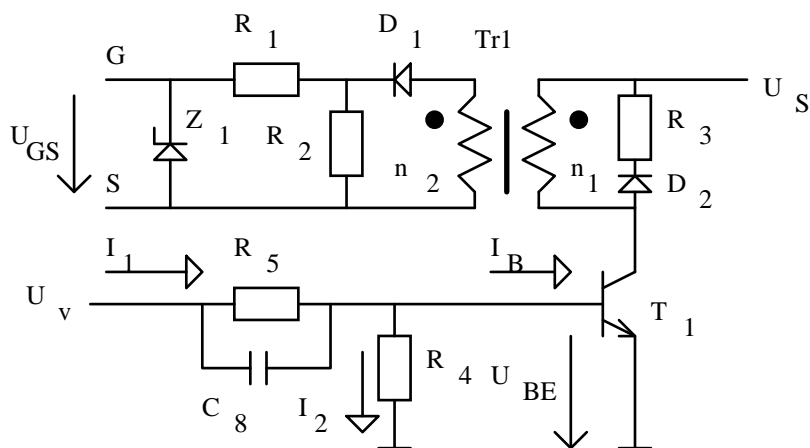 R 1 D 1 Tr1
G U S
U GS Z 1 R 2 R 3
n 2 n 1 D 2
S
I 1 R 5 I B
U v T 1
R 4 U BE
C 8 I 2